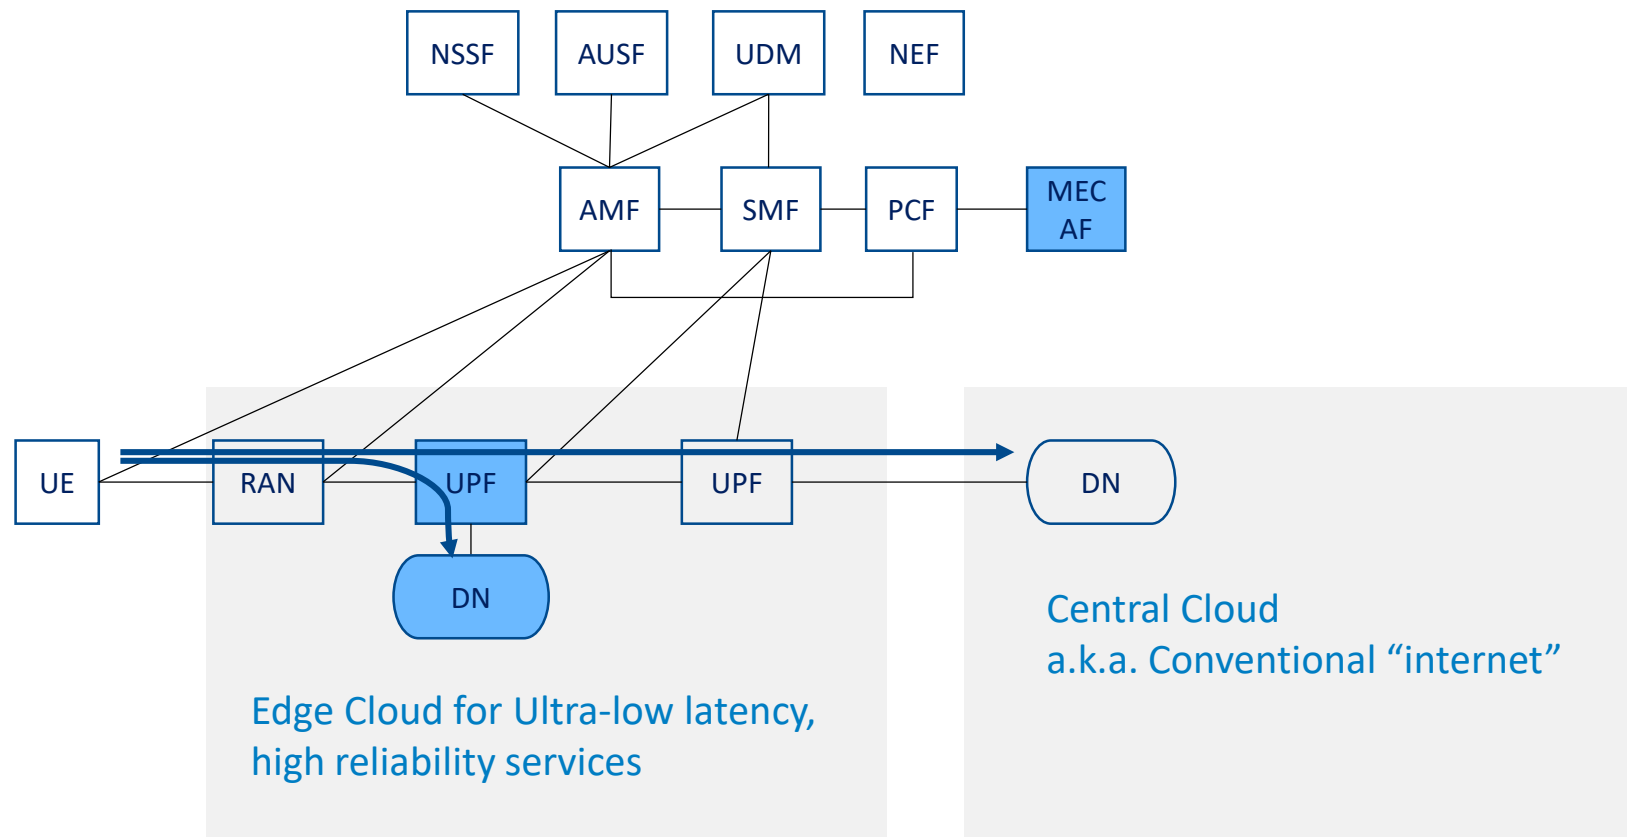 NSSF
AUSF
UDM
NEF
AMF
SMF
PCF
MEC
AF
UE
RAN
UPF
UPF
DN
DN
Central Cloud
a.k.a. Conventional “internet”
Edge Cloud for Ultra-low latency,
high reliability services